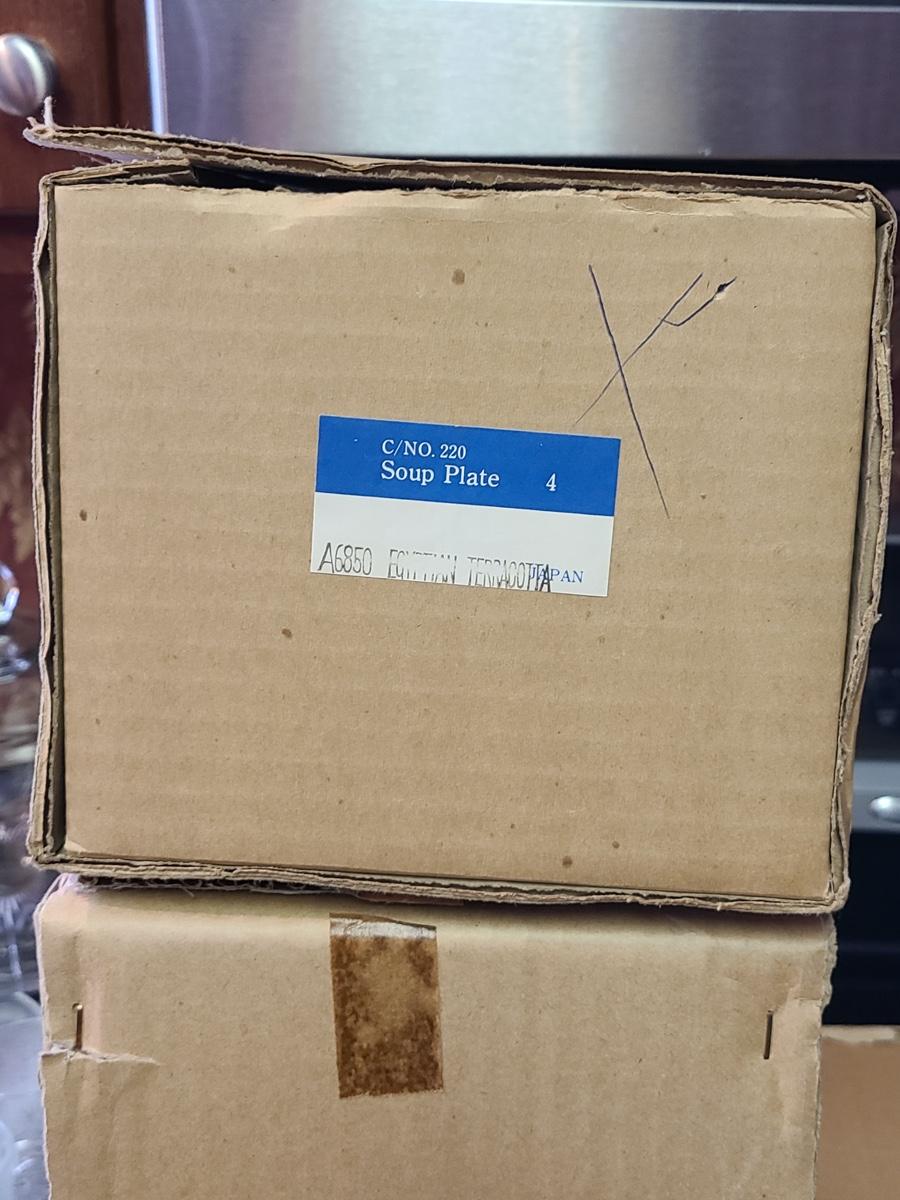 C/NO. 220
Soup Plate 4
A6850 EGYPTIAN TERRACOTTA
JAPAN